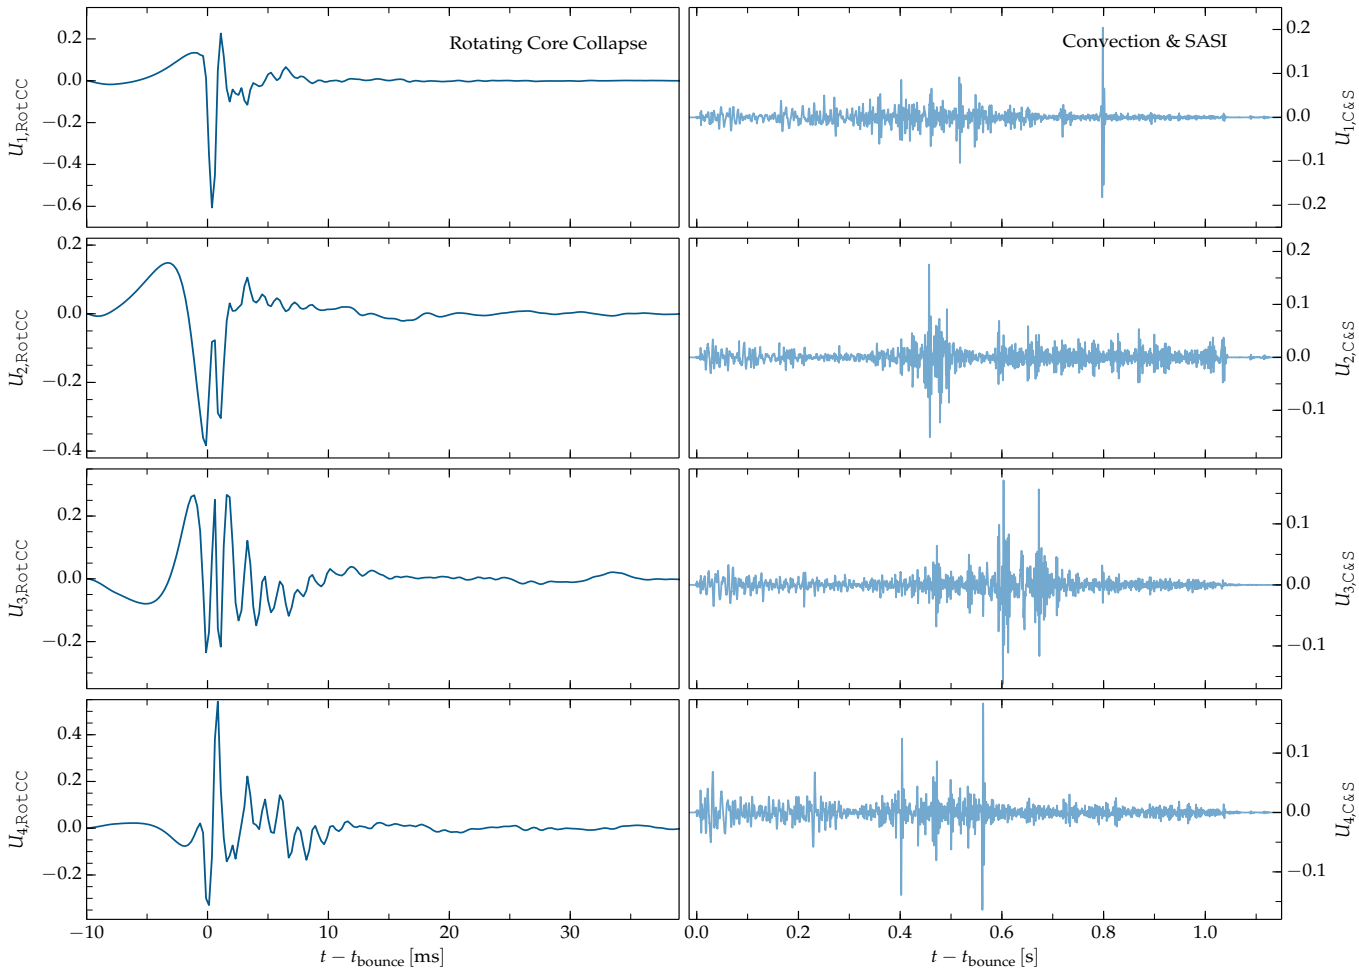 Rotating Core Collapse
Convection & SASI
0.2
0.0
−0.2
−0.4
−0.6
U1,RotCC
0.2
0.1
0.0
−0.1
−0.2
U1,C&S
0.2
0.0
−0.2
−0.4
U2,RotCC
0.2
0.1
0.0
−0.1
U2,C&S
0.2
0.0
−0.2
U3,RotCC
0.1
0.0
−0.1
U3,C&S
0.4
0.2
0.0
−0.2
U4,RotCC
0.1
0.0
−0.1
U4,C&S
−10 0 10 20 30
t − tbounce [ms]
0.0 0.2 0.4 0.6 0.8 1.0
t − tbounce [s]